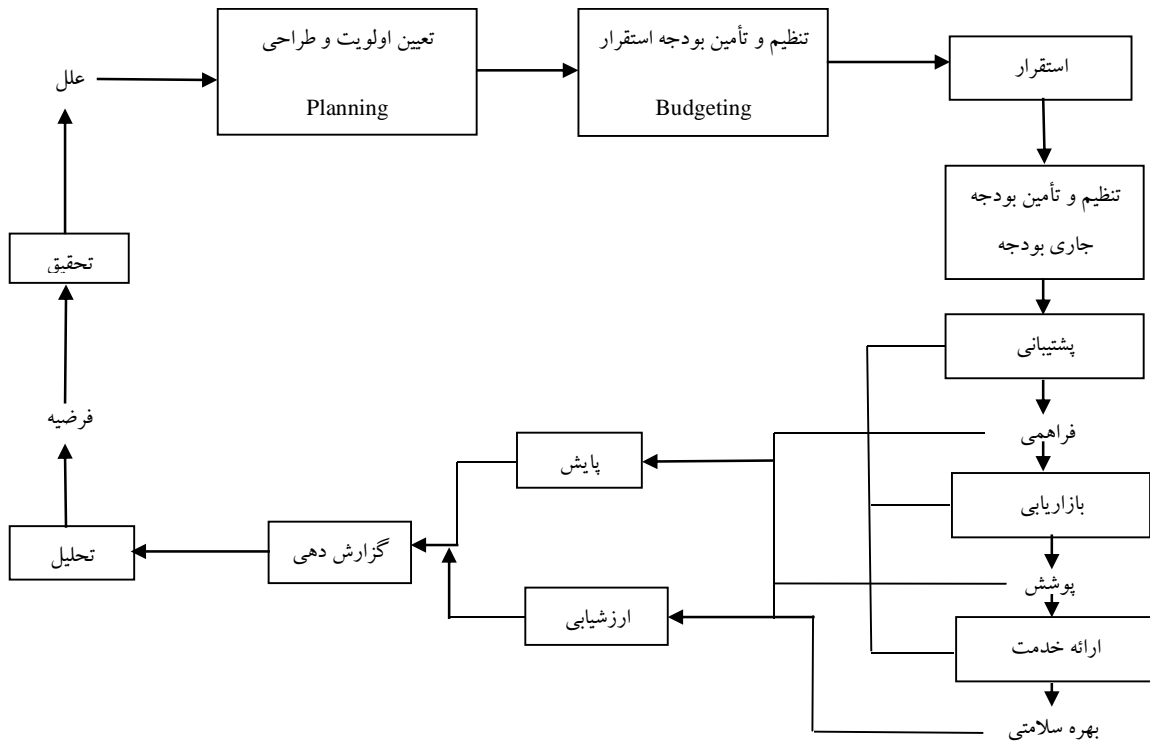 تعیین اولویت و طراحی
Planning
تنظیم و تأمین بودجه استقرار
Budgeting
استقرار
علل
تنظیم و تأمین بودجه
جاری بودجه
تحقیق
پشتیبانی
فرضیه
فراهمی
پایش
بازاریابی
گزارش دهی
تحلیل
پوشش
ارزشیابی
ارائه خدمت
بهره سلامتی